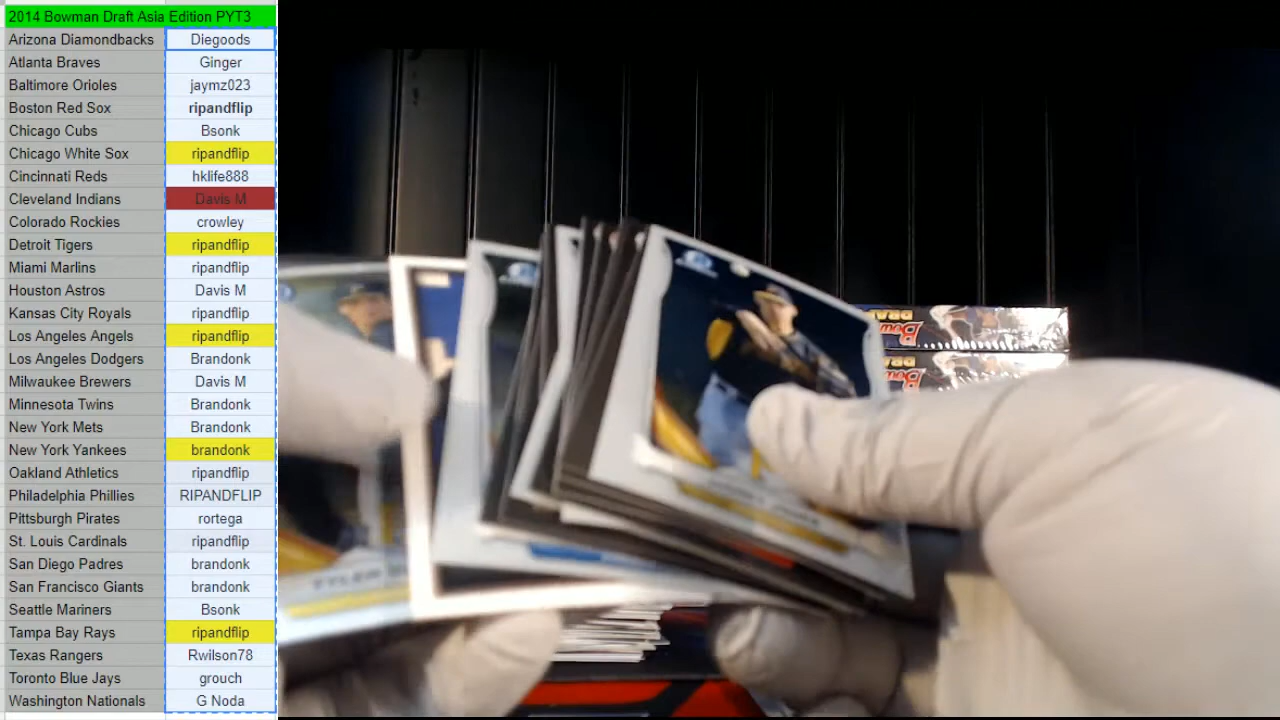 2014 Bowman Draft Asia Edition PYT3
Arizona Diamondbacks Diegoods
Atlanta Braves Ginger
Baltimore Orioles jaymz023
Boston Red Sox ripandflip
Chicago Cubs Bsonk
Chicago White Sox ripandflip
Cincinnati Reds hklife888
Cleveland Indians Davis M
Colorado Rockies crowley
Detroit Tigers ripandflip
Miami Marlins ripandflip
Houston Astros Davis M
Kansas City Royals ripandflip
Los Angeles Angels ripandflip
Los Angeles Dodgers Brandonk
Milwaukee Brewers Davis M
Minnesota Twins Brandonk
New York Mets Brandonk
New York Yankees brandonk
Oakland Athletics ripandflip
Philadelphia Phillies RIPANDFLIP
Pittsburgh Pirates rortega
St. Louis Cardinals ripandflip
San Diego Padres brandonk
San Francisco Giants brandonk
Seattle Mariners Bsonk
Tampa Bay Rays ripandflip
Texas Rangers Rwilson78
Toronto Blue Jays grouch
Washington Nationals G Noda
TYLER